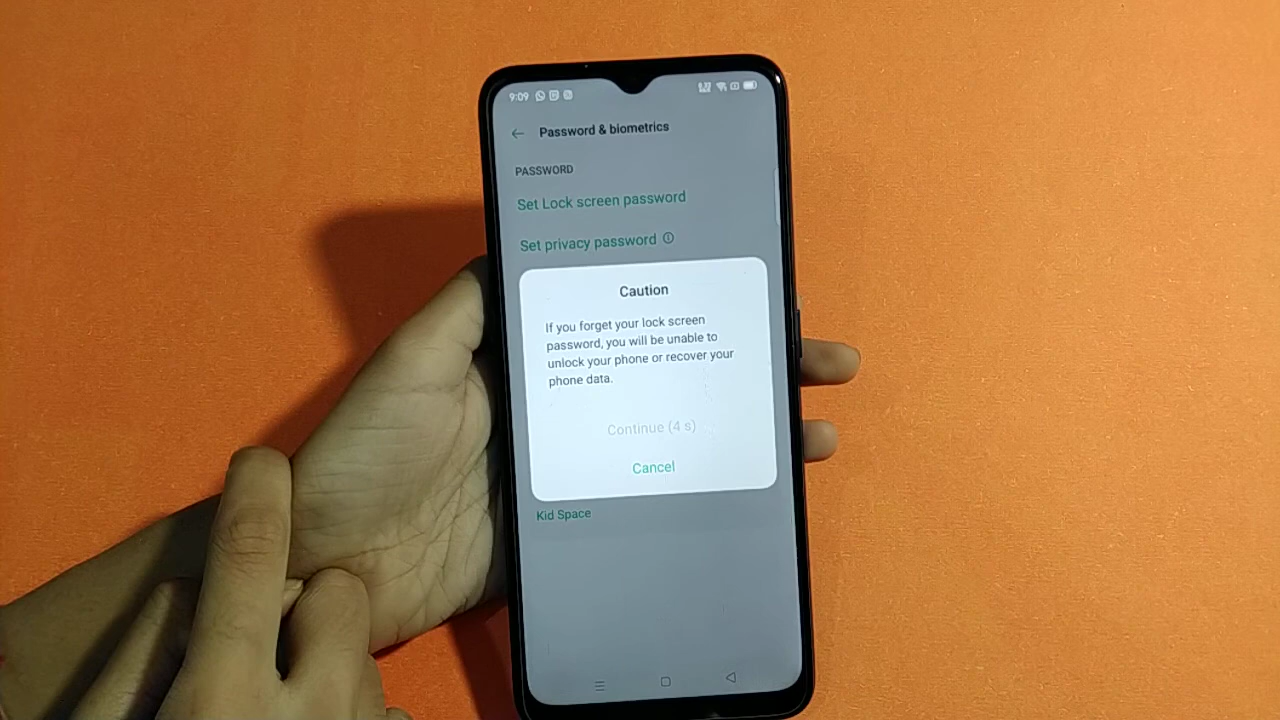 9:09
Password & biometrics
PASSWORD
Set Lock screen password
Set privacy password
Caution
If you forget your lock screen
password, you will be unable to
unlock your phone or recover your
phone data.
Continue (4 s)
Cancel
Kid Space